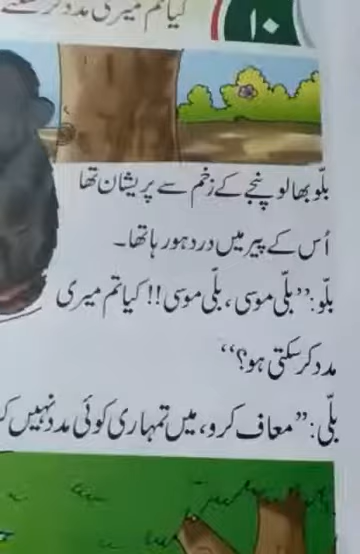 ۱۰
کیا تم میری مدد کر سکتے
بلّو بھالو پنجے کے زخم سے پریشان تھا
اُس کے پیر میں درد ہو رہا تھا۔
بلّو: ”بلّی موسی، بلّی موسی!! کیا تم میری
مدد کر سکتی ہو؟“
بلّی: ”معاف کرو، میں تمہاری کوئی مدد نہیں